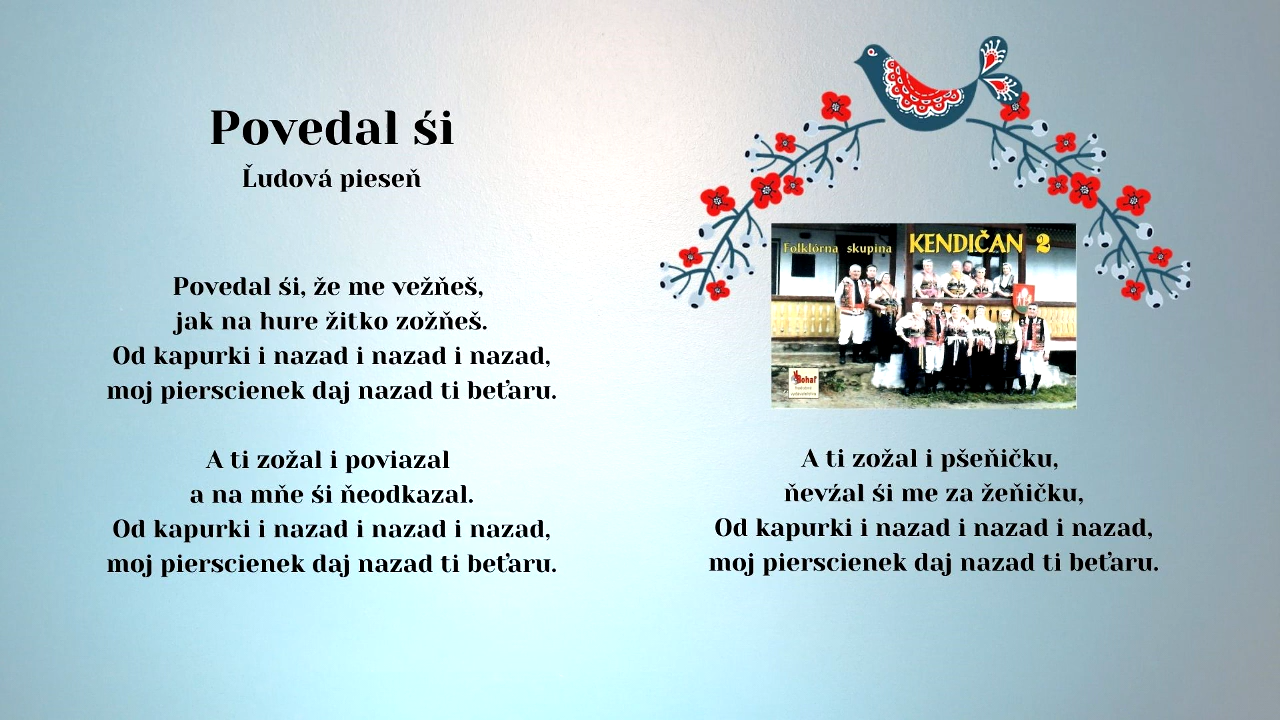 Povedal śi
Ľudová pieseň
Povedal śi, že me vežňeš,
jak na hure žitko zožňeš.
Od kapurki i nazad i nazad i nazad,
moj pierscienek daj nazad ti beťaru.
A ti zožal i poviazal
a na mňe śi ňeodkazal.
Od kapurki i nazad i nazad i nazad,
moj pierscienek daj nazad ti beťaru.
Folklórna skupina KENDIČAN 2
A ti zožal i pšeňičku,
ňevźal śi me za žeňičku,
Od kapurki i nazad i nazad i nazad,
moj pierscienek daj nazad ti beťaru.